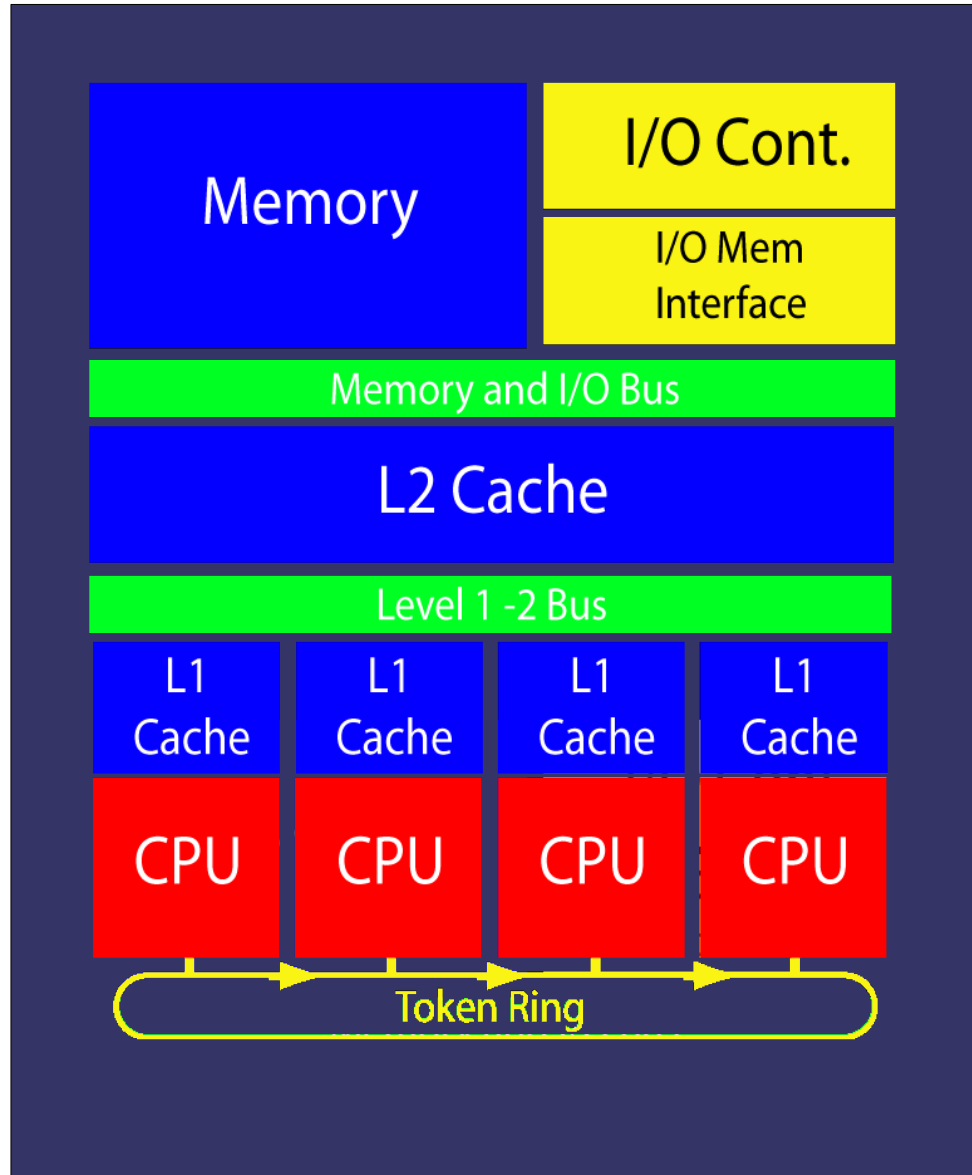 Memory
I/O Cont.
I/O Mem
Interface
Memory and I/O Bus
L2 Cache
Level 1 -2 Bus
L1
Cache
L1
Cache
L1
Cache
L1
Cache
CPU
CPU
CPU
CPU
Token Ring